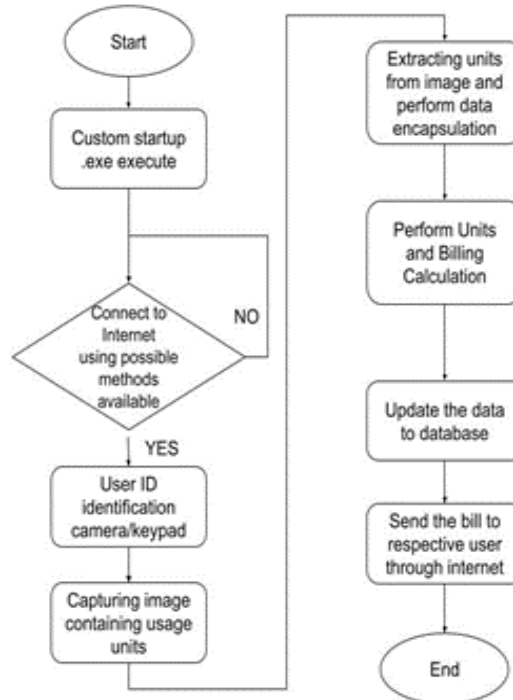 Start
Custom startup
.exe execute
Connect to
Internet
using possible
methods
available
NO
YES
User ID
identification
camera/keypad
Capturing image
containing usage
units
Extracting units
from image and
perform data
encapsulation
Perform Units
and Billing
Calculation
Update the data
to database
Send the bill to
respective user
through internet
End